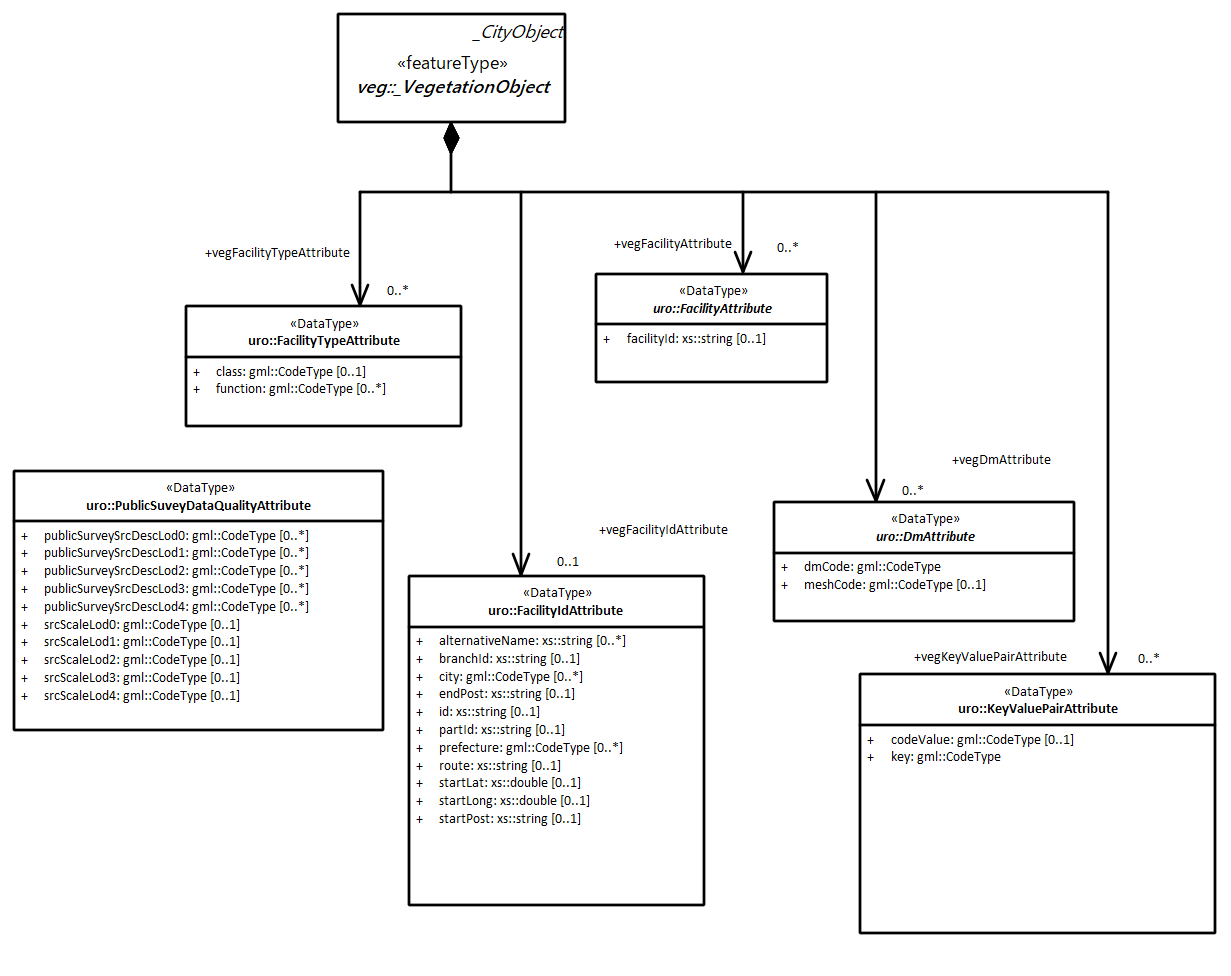 _CityObject
«featureType»
veg::_VegetationObject
+vegFacilityTypeAttribute
0..*
«DataType»
uro::FacilityTypeAttribute
+ class: gml::CodeType [0..1]
+ function: gml::CodeType [0..*]
+vegFacilityAttribute
0..*
«DataType»
uro::FacilityAttribute
+ facilityId: xs::string [0..1]
«DataType»
uro::PublicSuveyDataQualityAttribute
+ publicSurveySrcDescLod0: gml::CodeType [0..*]
+ publicSurveySrcDescLod1: gml::CodeType [0..*]
+ publicSurveySrcDescLod2: gml::CodeType [0..*]
+ publicSurveySrcDescLod3: gml::CodeType [0..*]
+ publicSurveySrcDescLod4: gml::CodeType [0..*]
+ srcScaleLod0: gml::CodeType [0..1]
+ srcScaleLod1: gml::CodeType [0..1]
+ srcScaleLod2: gml::CodeType [0..1]
+ srcScaleLod3: gml::CodeType [0..1]
+ srcScaleLod4: gml::CodeType [0..1]
+vegFacilityIdAttribute
0..1
«DataType»
uro::FacilityIdAttribute
+ alternativeName: xs::string [0..*]
+ branchId: xs::string [0..1]
+ city: gml::CodeType [0..*]
+ endPost: xs::string [0..1]
+ id: xs::string [0..1]
+ partId: xs::string [0..1]
+ prefecture: gml::CodeType [0..*]
+ route: xs::string [0..1]
+ startLat: xs::double [0..1]
+ startLong: xs::double [0..1]
+ startPost: xs::string [0..1]
+vegDmAttribute
0..*
«DataType»
uro::DmAttribute
+ dmCode: gml::CodeType
+ meshCode: gml::CodeType [0..1]
+vegKeyValuePairAttribute
0..*
«DataType»
uro::KeyValuePairAttribute
+ codeValue: gml::CodeType [0..1]
+ key: gml::CodeType